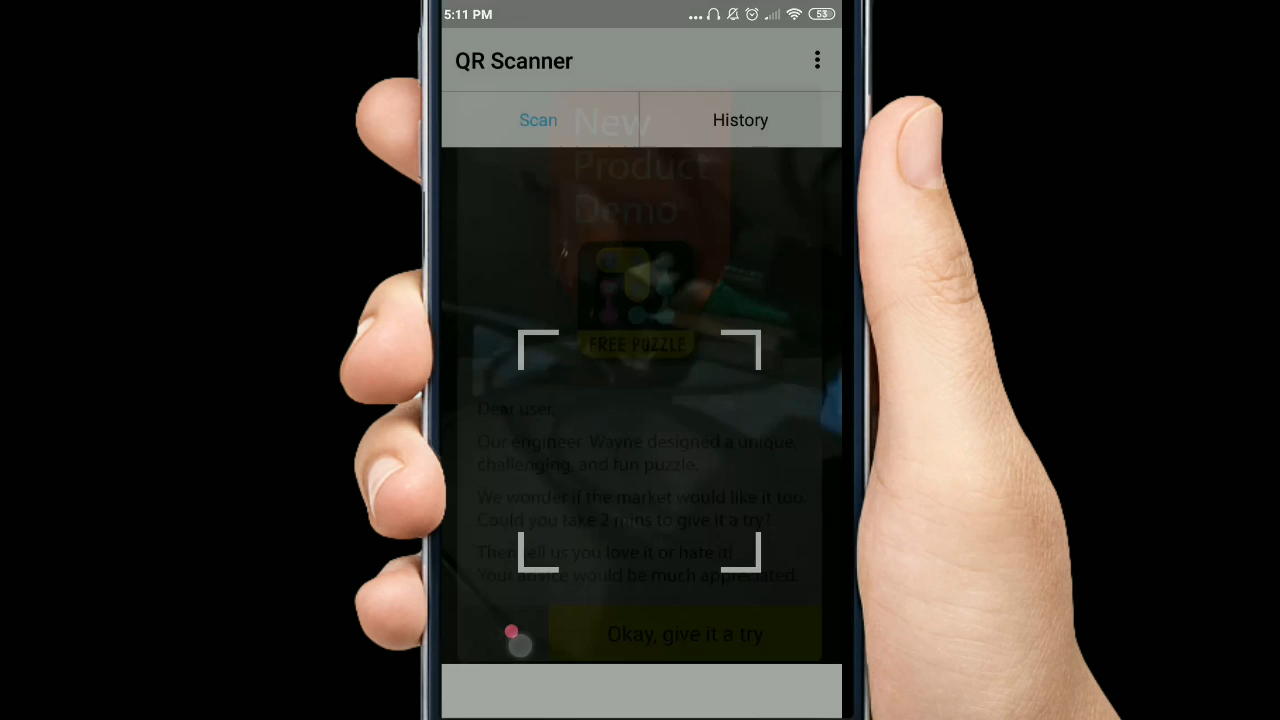 5:11 PM
53
QR Scanner
Scan
History
New
Product
Demo
FREE PUZZLE
Dear user,
Our engineer Wayne designed a unique,
challenging, and fun puzzle.
We wonder if the market would like it too.
Could you take 2 mins to give it a try?
Then tell us you love it or hate it!
Your advice would be much appreciated.
Okay, give it a try